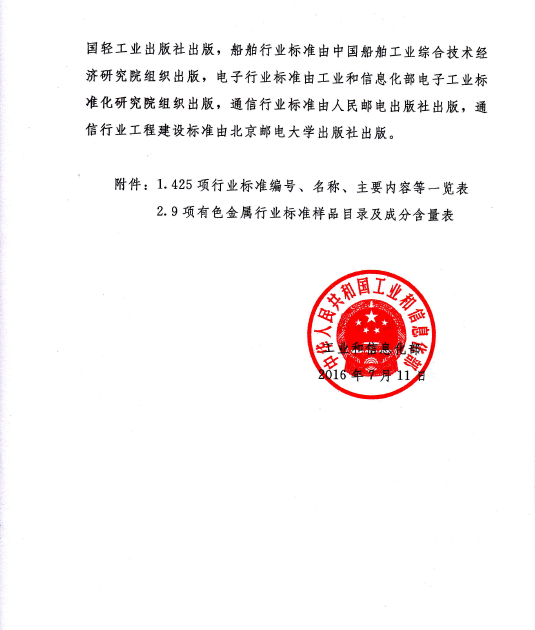 国轻工业出版社出版，船舶行业标准由中国船舶工业综合技术经
济研究院组织出版，电子行业标准由工业和信息化部电子工业标
准化研究院组织出版，通信行业标准由人民邮电出版社出版，通
信行业工程建设标准由北京邮电大学出版社出版。
附件：1.425 项行业标准编号、名称、主要内容等一览表
2.9 项有色金属行业标准样品目录及成分含量表
中华人民共和国工业和信息化部
工业和信息化部
2016 年 7 月 11 日